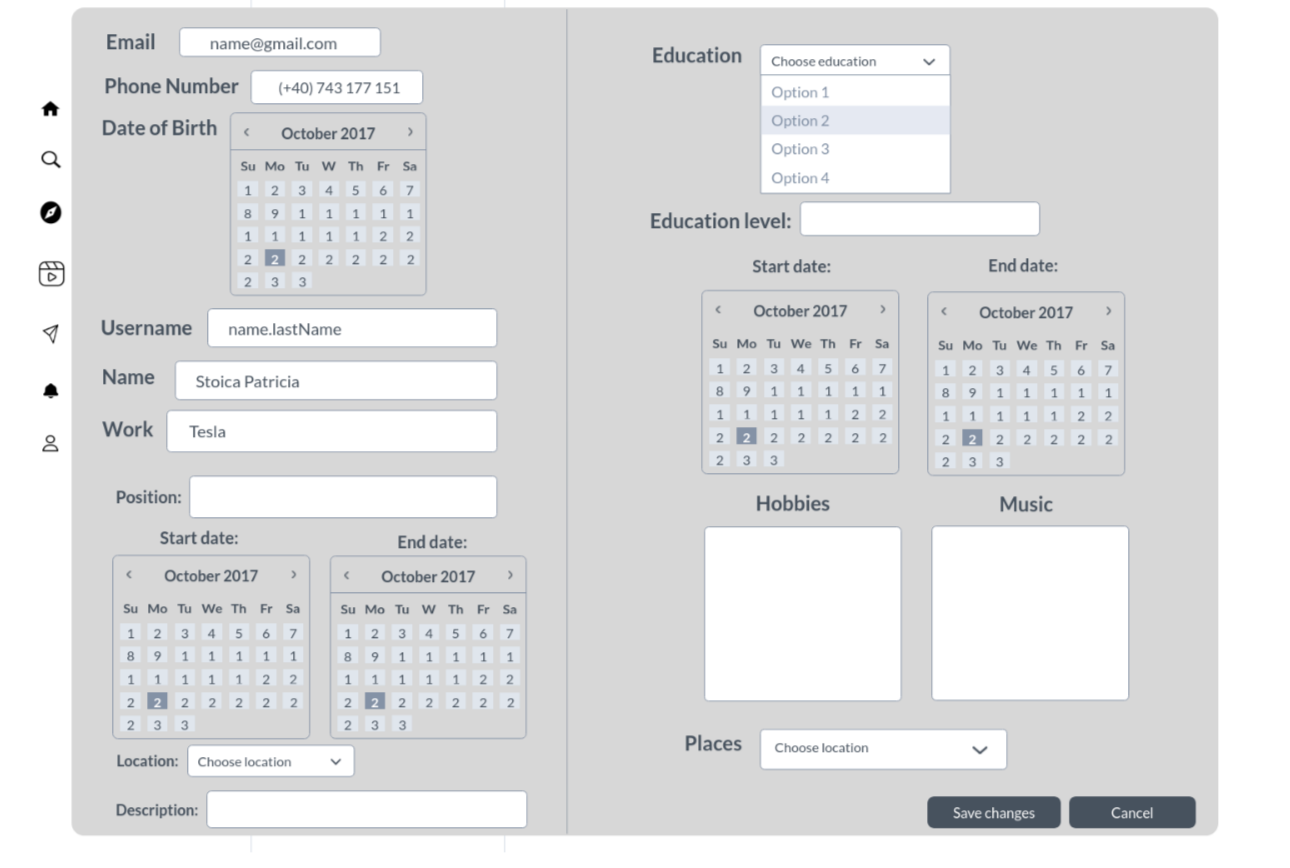 Email name@gmail.com
Phone Number (+40) 743 177 151
Date of Birth
‹ October 2017 ›
Su Mo Tu W Th Fr Sa
1 2 3 4 5 6 7
8 9 1 1 1 1 1
1 1 1 1 1 2 2
2 2 2 2 2 2 2
2 3 3
Username name.lastName
Name Stoica Patricia
Work Tesla
Position:
Start date:
‹ October 2017 ›
Su Mo Tu We Th Fr Sa
1 2 3 4 5 6 7
8 9 1 1 1 1 1
1 1 1 1 1 2 2
2 2 2 2 2 2 2
2 3 3
End date:
‹ October 2017 ›
Su Mo Tu W Th Fr Sa
1 2 3 4 5 6 7
8 9 1 1 1 1 1
1 1 1 1 1 2 2
2 2 2 2 2 2 2
2 3 3
Location: Choose location
Description:
Education Choose education
Option 1
Option 2
Option 3
Option 4
Education level:
Start date:
‹ October 2017 ›
Su Mo Tu We Th Fr Sa
1 2 3 4 5 6 7
8 9 1 1 1 1 1
1 1 1 1 1 2 2
2 2 2 2 2 2 2
2 3 3
End date:
‹ October 2017 ›
Su Mo Tu We Th Fr Sa
1 2 3 4 5 6 7
8 9 1 1 1 1 1
1 1 1 1 1 2 2
2 2 2 2 2 2 2
2 3 3
Hobbies
Music
Places Choose location
Save changes Cancel